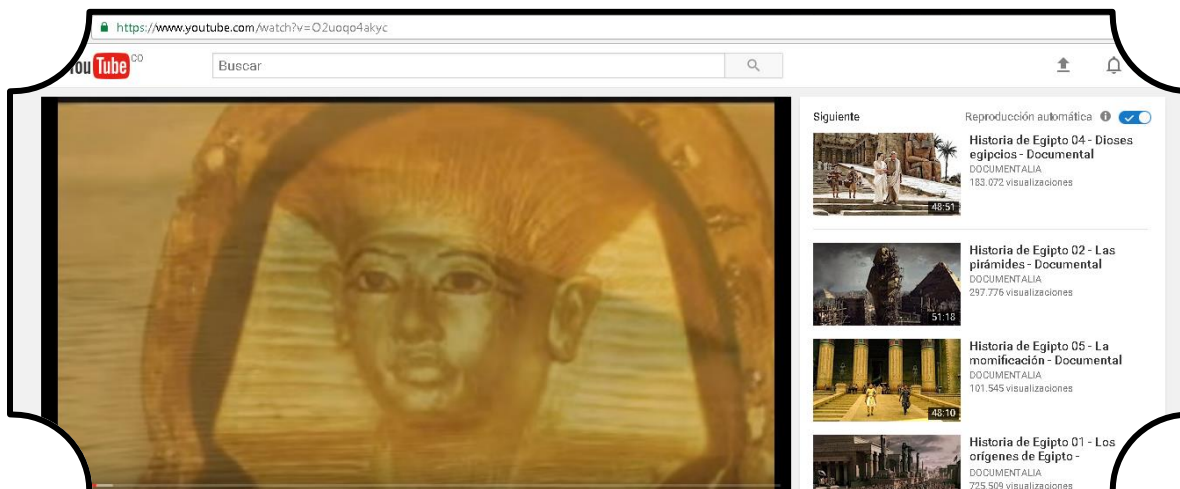 https://www.youtube.com/watch?v=O2uoqo4akyc
You Tube CO
Buscar
Siguiente
Reproducción automática
Historia de Egipto 04 - Dioses
egipcios - Documental
DOCUMENTALIA
183.072 visualizaciones
48:51
Historia de Egipto 02 - Las
pirámides - Documental
DOCUMENTALIA
297.776 visualizaciones
51:18
Historia de Egipto 05 - La
momificación - Documental
DOCUMENTALIA
101.545 visualizaciones
48:10
Historia de Egipto 01 - Los
orígenes de Egipto -
DOCUMENTALIA
725.509 visualizaciones